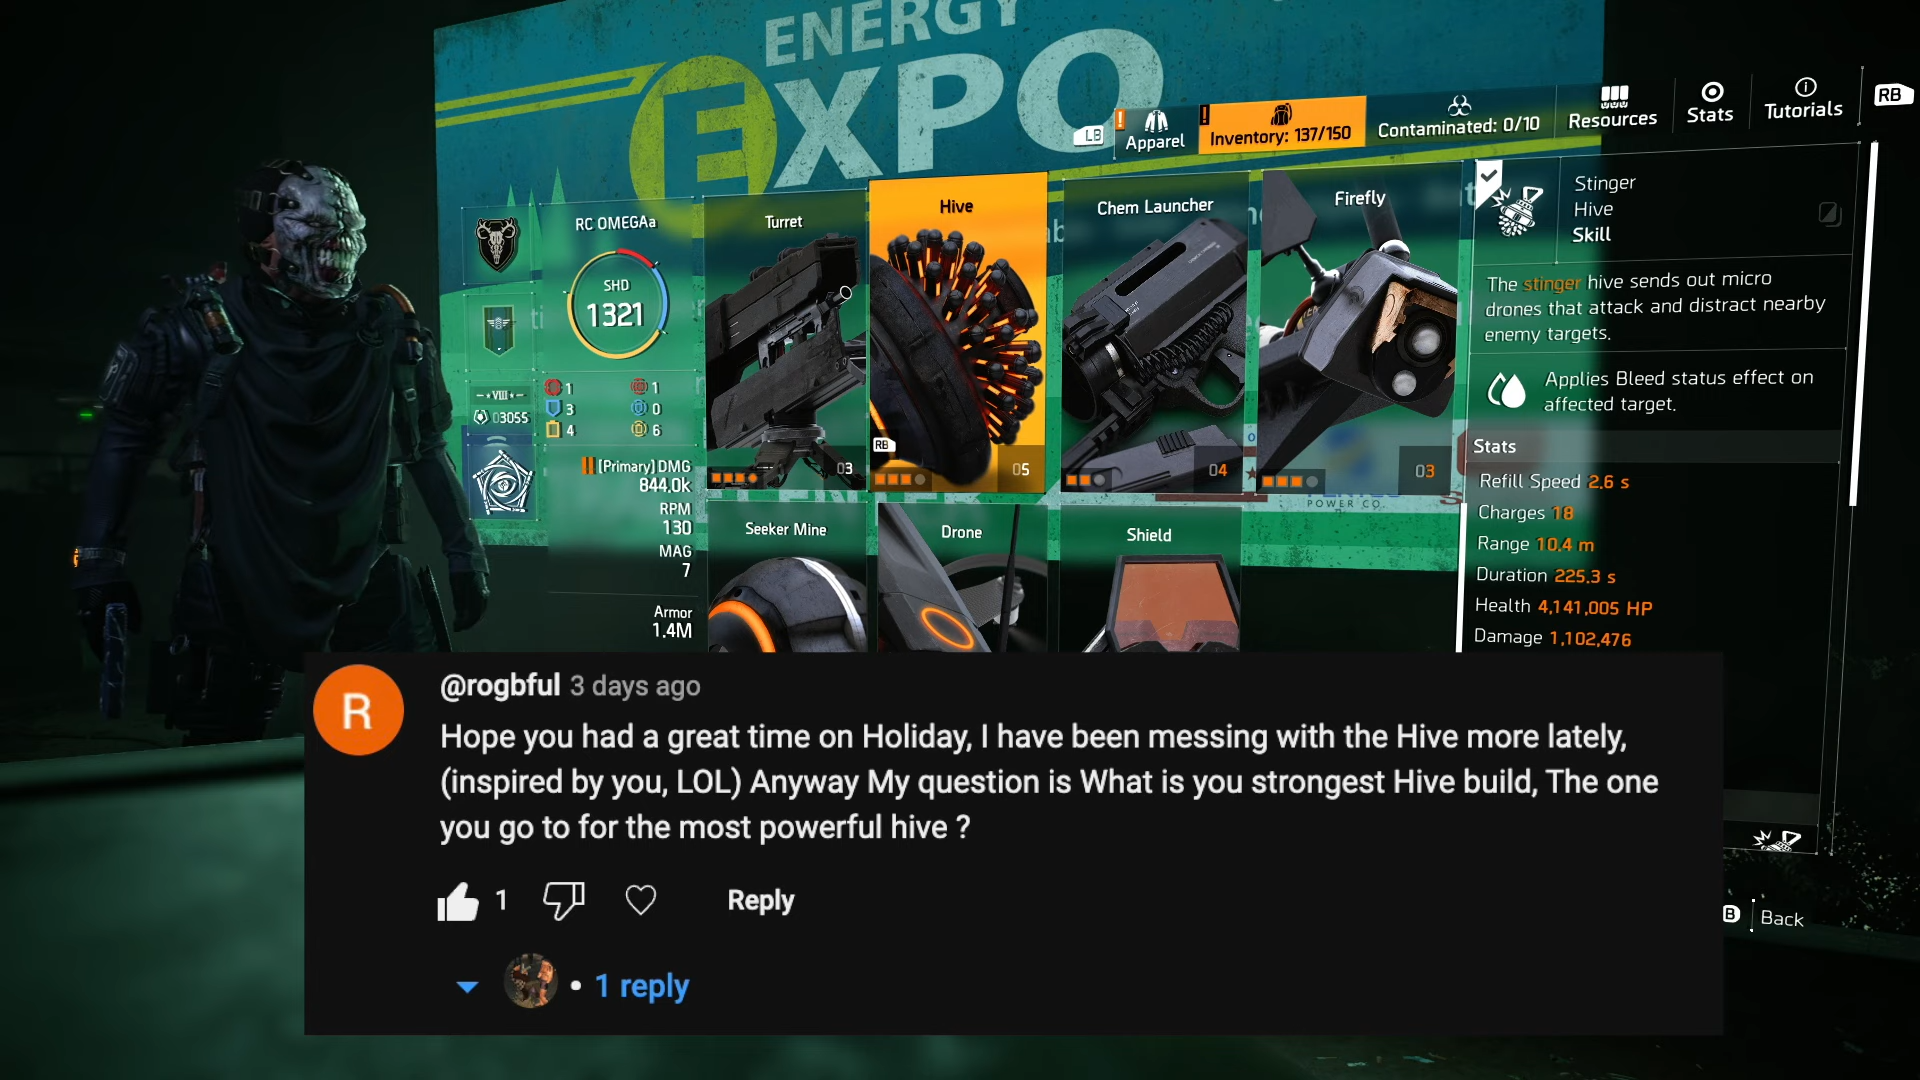 ENERGY
EXPO
LB
Apparel
Inventory: 137/150
Contaminated: 0/10
Resources
Stats
Tutorials
RB
RC OMEGAa
SHD
1321
1
1
3
0
4
6
VIII
03055
[Primary] DMG
844.0k
RPM
130
MAG
7
Armor
1.4M
Turret
03
Hive
RB
05
Chem Launcher
04
Firefly
03
POWER CO.
Seeker Mine
Drone
Shield
Stinger
Hive
Skill
The stinger hive sends out micro
drones that attack and distract nearby
enemy targets.
Applies Bleed status effect on
affected target.
Stats
Refill Speed 2.6 s
Charges 18
Range 10.4 m
Duration 225.3 s
Health 4,141,005 HP
Damage 1,102,476
B Back
R
@rogbful 3 days ago
Hope you had a great time on Holiday, I have been messing with the Hive more lately,
(inspired by you, LOL) Anyway My question is What is you strongest Hive build, The one
you go to for the most powerful hive ?
1
Reply
• 1 reply